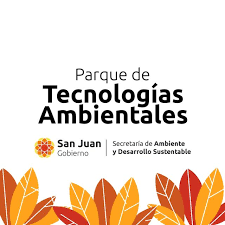 Parque de
Tecnologías
Ambientales
San Juan
Gobierno
Secretaría de Ambiente
y Desarrollo Sustentable